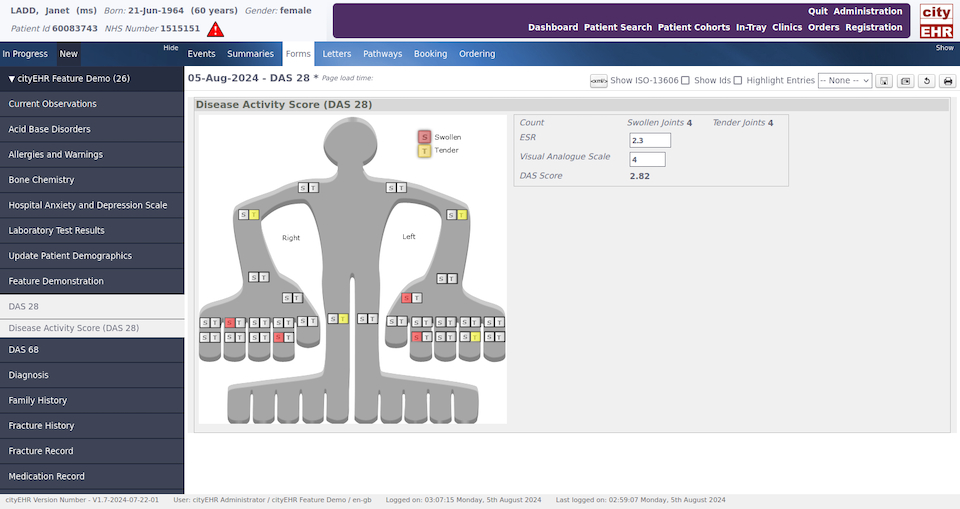 LADD, Janet (ms) Born: 21-Jun-1964 (60 years) Gender: female
Patient Id 60083743 NHS Number 1515151
Quit Administration
Dashboard Patient Search Patient Cohorts In-Tray Clinics Orders Registration
city
EHR
In Progress New Hide Events Summaries Forms Letters Pathways Booking Ordering Show
▼ cityEHR Feature Demo (26)
Current Observations
Acid Base Disorders
Allergies and Warnings
Bone Chemistry
Hospital Anxiety and Depression Scale
Laboratory Test Results
Update Patient Demographics
Feature Demonstration
DAS 28
Disease Activity Score (DAS 28)
DAS 68
Diagnosis
Family History
Fracture History
Fracture Record
Medication Record
05-Aug-2024 - DAS 28 * Page load time:
<xml/> Show ISO-13606 Show Ids Highlight Entries -- None --
Disease Activity Score (DAS 28)
S Swollen
T Tender
S T S T
S T S T
Right Left
S T S T
S T S T
S T S T S T S T S T S T S T S T S T S T S T S T S T
S T S T S T S T S T S T S T S T
Count Swollen Joints 4 Tender Joints 4
ESR 2.3
Visual Analogue Scale 4
DAS Score 2.82
cityEHR Version Number - V1.7-2024-07-22-01 User: cityEHR Administrator / cityEHR Feature Demo / en-gb Logged on: 03:07:15 Monday, 5th August 2024 Last logged on: 02:59:07 Monday, 5th August 2024